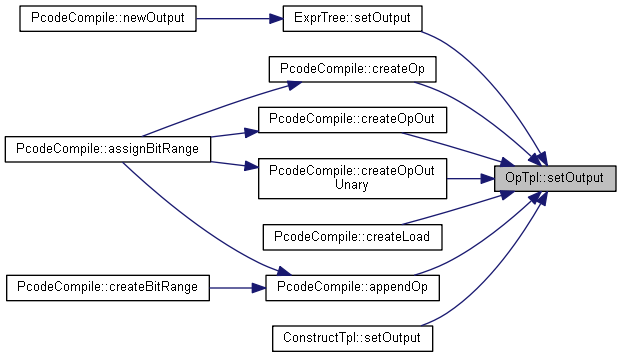 PcodeCompile::newOutput
ExprTree::setOutput
PcodeCompile::createOp
PcodeCompile::createOpOut
PcodeCompile::assignBitRange
PcodeCompile::createOpOut
Unary
OpTpl::setOutput
PcodeCompile::createLoad
PcodeCompile::createBitRange
PcodeCompile::appendOp
ConstructTpl::setOutput